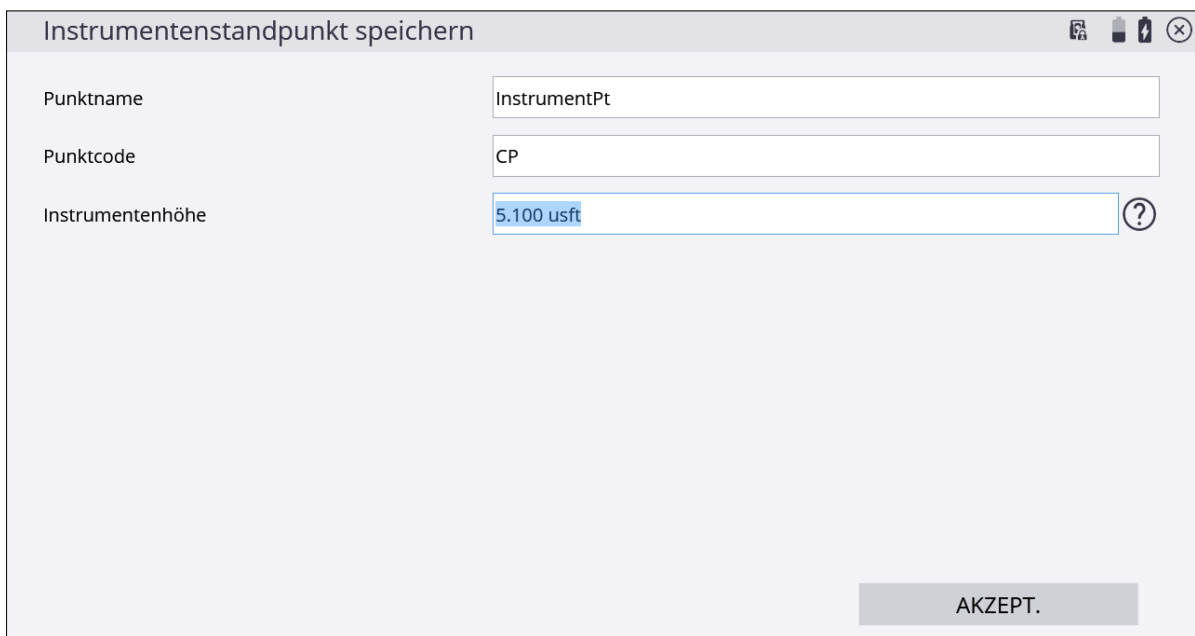 Instrumentenstandpunkt speichern
Punktname InstrumentPt
Punktcode CP
Instrumentenhöhe 5.100 usft ?
AKZEPT.